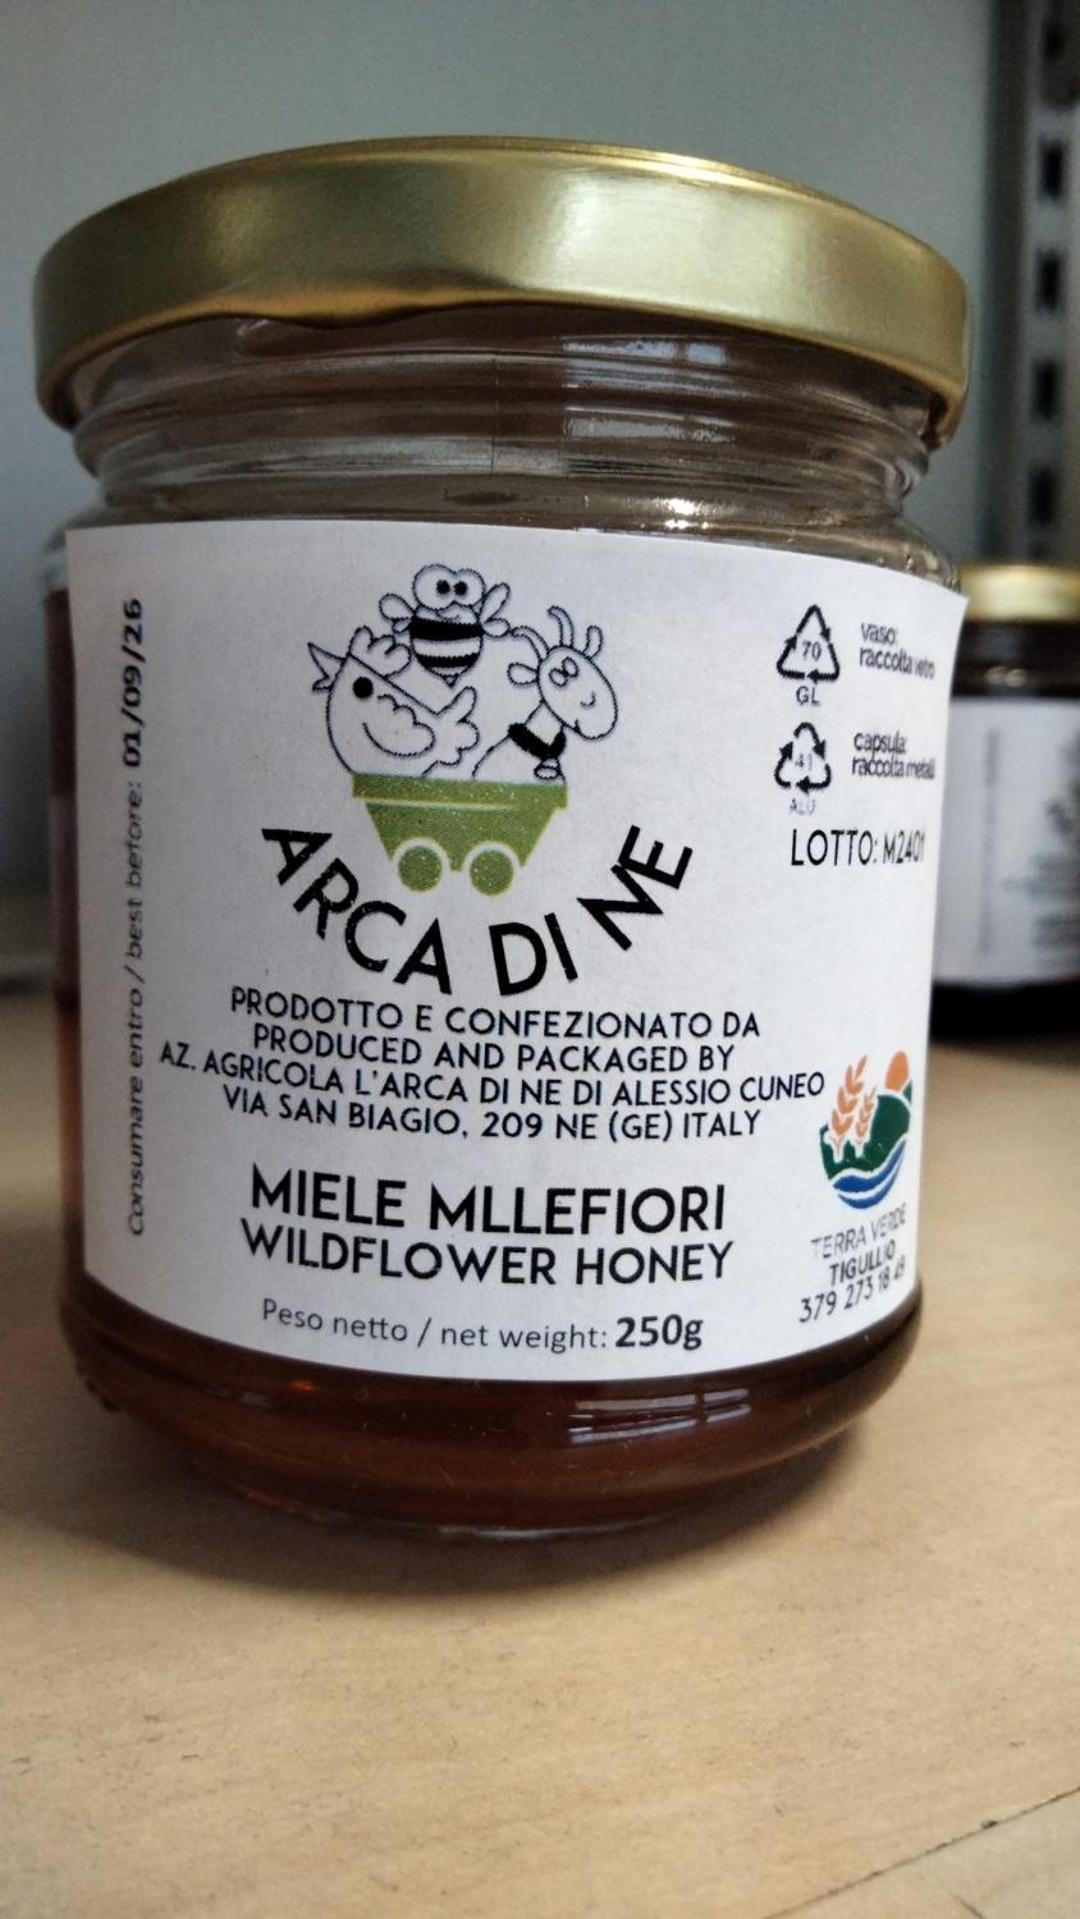 Consumare entro / best before: 01/09/26
70
GL
vaso:
raccolta vetro
41
ALU
capsula:
raccolta metalli
LOTTO: M2401
ARCA DI NE
PRODOTTO E CONFEZIONATO DA
PRODUCED AND PACKAGED BY
AZ. AGRICOLA L'ARCA DI NE DI ALESSIO CUNEO
VIA SAN BIAGIO, 209 NE (GE) ITALY
MIELE MLLEFIORI
WILDFLOWER HONEY
Peso netto / net weight: 250g
TERRA VERDE
TIGULLIO
379 273 18 49